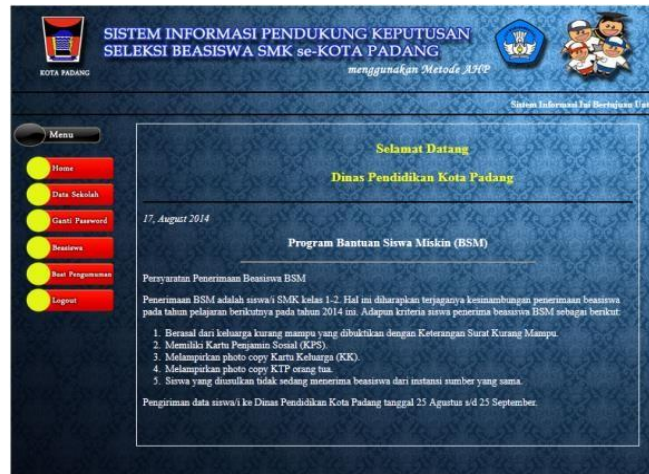 SISTEM INFORMASI PENDUKUNG KEPUTUSAN
SELEKSI BEASISWA SMK se-KOTA PADANG
menggunakan Metode AHP
KOTA PADANG
Sistem Informasi Ini Bertujuan Unt
Menu
Home
Data Sekolah
Ganti Password
Beasiswa
Buat Pengumuman
Logout
Selamat Datang
Dinas Pendidikan Kota Padang
17, August 2014
Program Bantuan Siswa Miskin (BSM)
Persyaratan Penerimaan Beasiswa BSM
Penerimaan BSM adalah siswa/i SMK kelas 1-2. Hal ini diharapkan terjaganya kesinambungan penerimaan beasiswa
pada tahun pelajaran berikutnya pada tahun 2014 ini. Adapun kriteria siswa penerima beasiswa BSM sebagai berikut:
1. Berasal dari keluarga kurang mampu yang dibuktikan dengan Keterangan Surat Kurang Mampu.
2. Memiliki Kartu Penjamin Sosial (KPS).
3. Melampirkan photo copy Kartu Keluarga (KK).
4. Melampirkan photo copy KTP orang tua.
5. Siswa yang diusulkan tidak sedang menerima beasiswa dari instansi sumber yang sama.
Pengiriman data siswa/i ke Dinas Pendidikan Kota Padang tanggal 25 Agustus s/d 25 September.